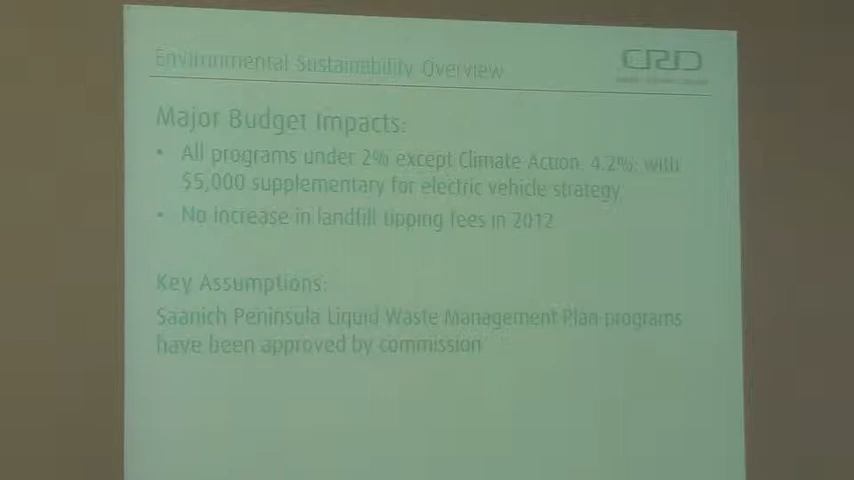 Environmental Sustainability Overview
CRD
Major Budget Impacts:
• All programs under 2% except Climate Action, 4.2%, with
$5,000 supplementary for electric vehicle strategy
• No increase in landfill tipping fees in 2012
Key Assumptions:
Saanich Peninsula Liquid Waste Management Plan programs
have been approved by commission